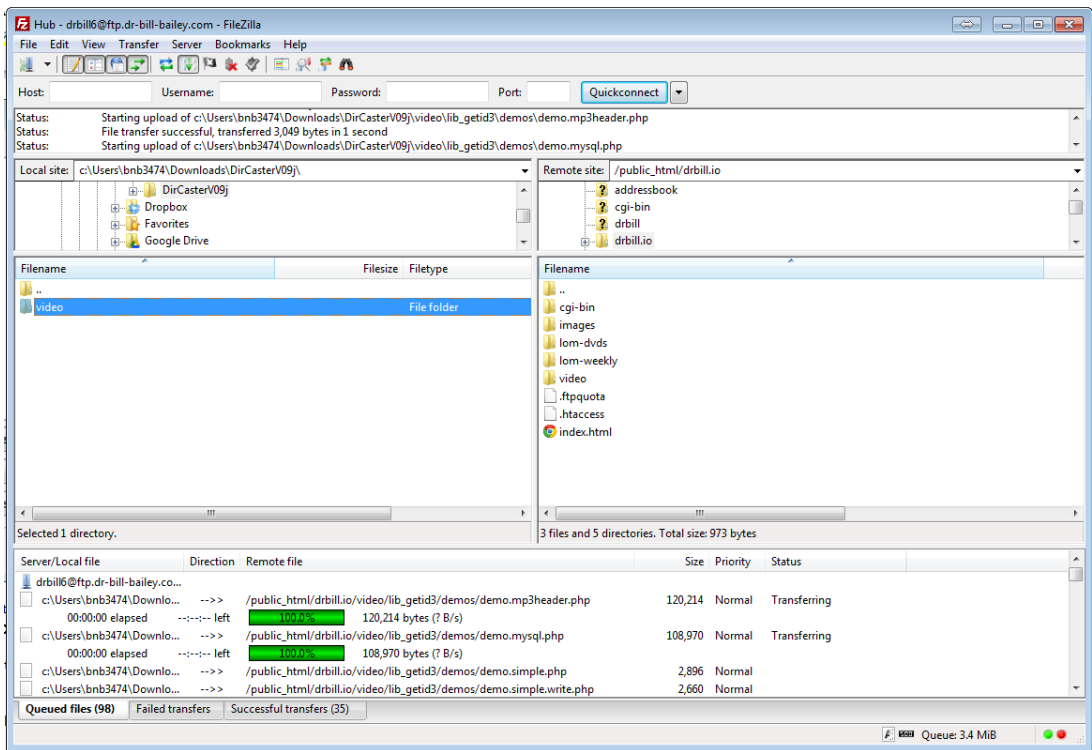 Hub - drbill6@ftp.dr-bill-bailey.com - FileZilla
File Edit View Transfer Server Bookmarks Help
Host: Username: Password: Port: Quickconnect
Status: Starting upload of c:\Users\bnb3474\Downloads\DirCasterV09j\video\lib_getid3\demos\demo.mp3header.php
Status: File transfer successful, transferred 3,049 bytes in 1 second
Status: Starting upload of c:\Users\bnb3474\Downloads\DirCasterV09j\video\lib_getid3\demos\demo.mysql.php
Local site: c:\Users\bnb3474\Downloads\DirCasterV09j\
DirCasterV09j
Dropbox
Favorites
Google Drive
Remote site: /public_html/drbill.io
addressbook
cgi-bin
drbill
drbill.io
Filename Filesize Filetype
..
video File folder
Selected 1 directory.
Filename
..
cgi-bin
images
lom-dvds
lom-weekly
video
.ftpquota
.htaccess
index.html
3 files and 5 directories. Total size: 973 bytes
Server/Local file Direction Remote file Size Priority Status
drbill6@ftp.dr-bill-bailey.co...
c:\Users\bnb3474\Downlo... -->> /public_html/drbill.io/video/lib_getid3/demos/demo.mp3header.php 120,214 Normal Transferring
00:00:00 elapsed --:--:-- left 100.0% 120,214 bytes (? B/s)
c:\Users\bnb3474\Downlo... -->> /public_html/drbill.io/video/lib_getid3/demos/demo.mysql.php 108,970 Normal Transferring
00:00:00 elapsed --:--:-- left 100.0% 108,970 bytes (? B/s)
c:\Users\bnb3474\Downlo... -->> /public_html/drbill.io/video/lib_getid3/demos/demo.simple.php 2,896 Normal
c:\Users\bnb3474\Downlo... -->> /public_html/drbill.io/video/lib_getid3/demos/demo.simple.write.php 2,660 Normal
Queued files (98) Failed transfers Successful transfers (35)
Queue: 3.4 MiB